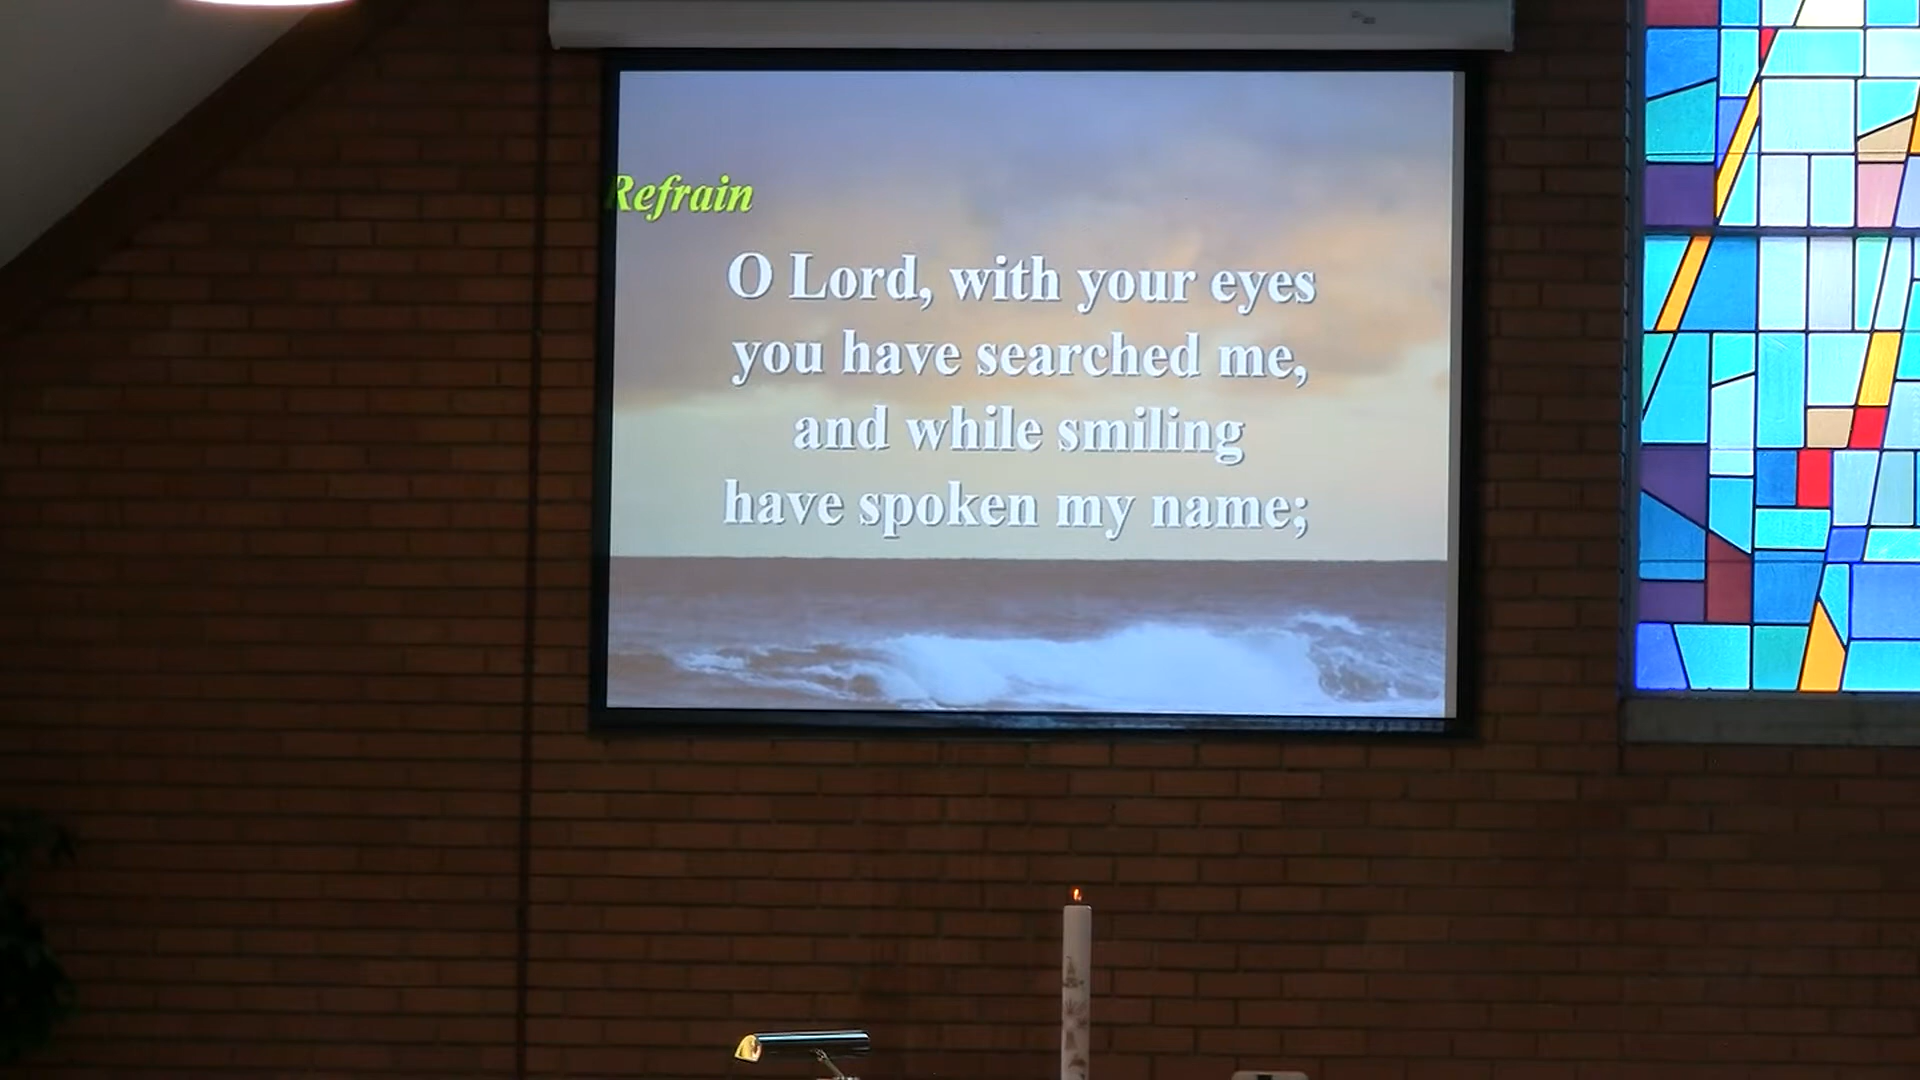 Refrain
O Lord, with your eyes
you have searched me,
and while smiling
have spoken my name;